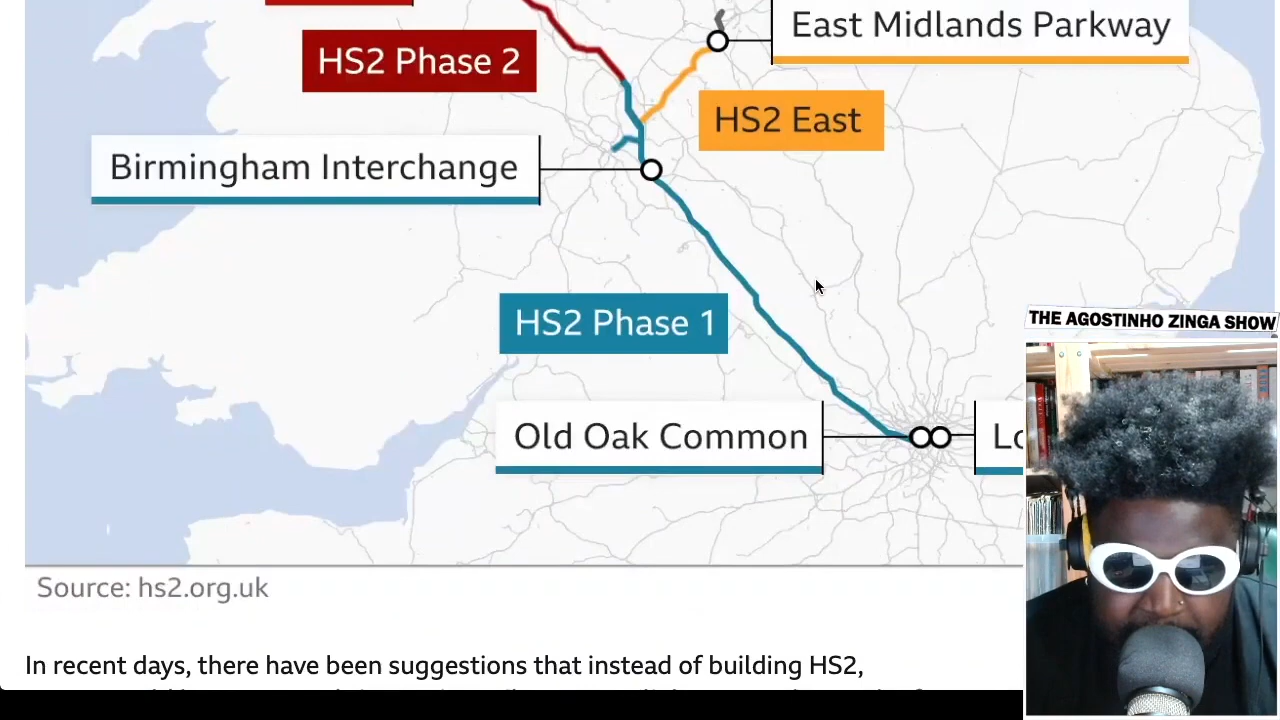 East Midlands Parkway
HS2 Phase 2
HS2 East
Birmingham Interchange
HS2 Phase 1
THE AGOSTINHO ZINGA SHOW
Old Oak Common
Lo
Source: hs2.org.uk
In recent days, there have been suggestions that instead of building HS2,